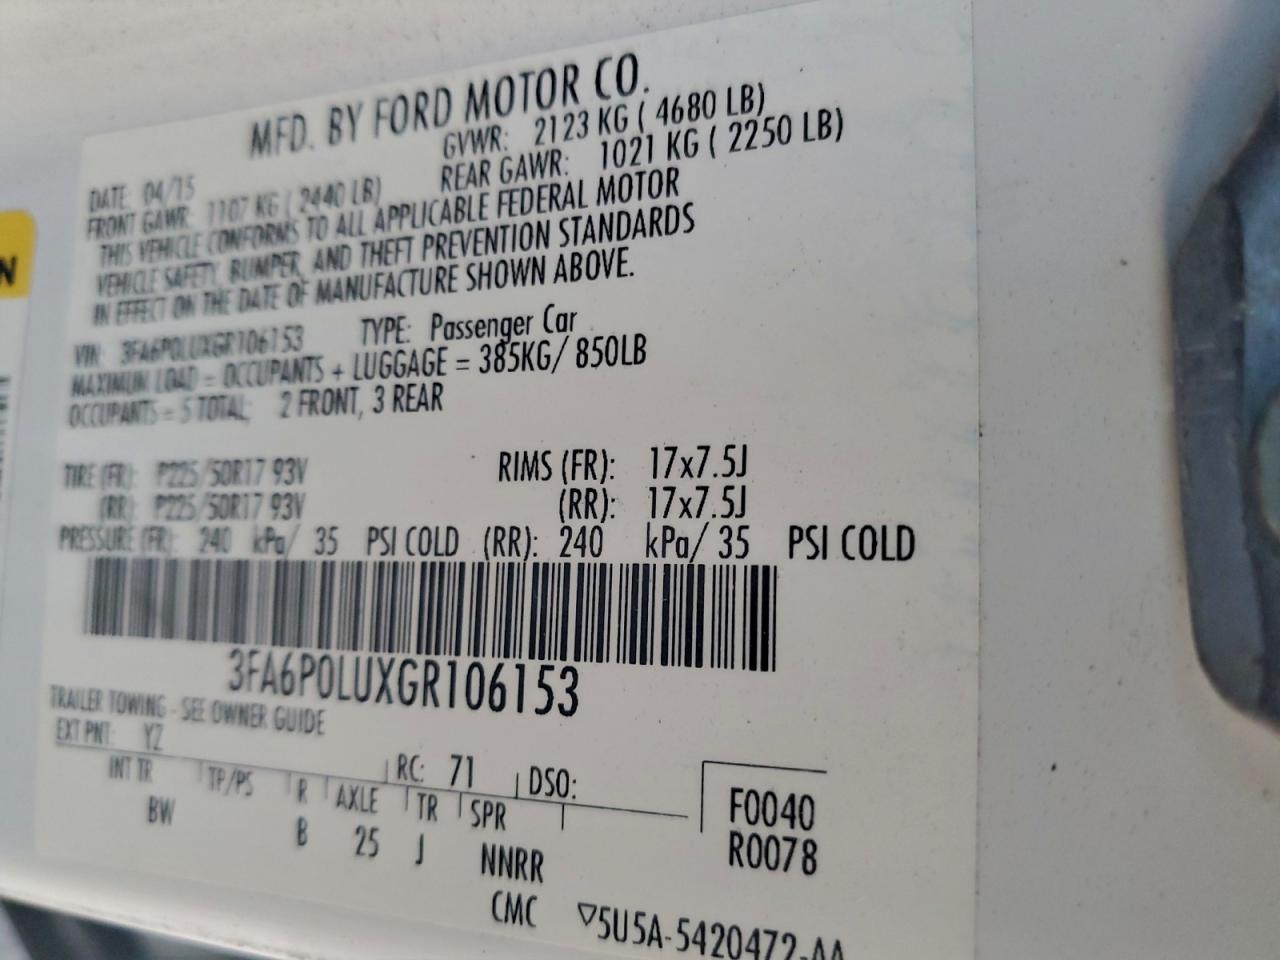 MFD. BY FORD MOTOR CO.
DATE: 04/15 GVWR: 2123 KG ( 4680 LB)
FRONT GAWR: 1107 KG ( 2440 LB) REAR GAWR: 1021 KG ( 2250 LB)
THIS VEHICLE CONFORMS TO ALL APPLICABLE FEDERAL MOTOR
VEHICLE SAFETY, BUMPER, AND THEFT PREVENTION STANDARDS
IN EFFECT ON THE DATE OF MANUFACTURE SHOWN ABOVE.
VIN: 3FA6P0LUXGR106153 TYPE: Passenger Car
MAXIMUM LOAD = OCCUPANTS + LUGGAGE = 385KG/ 850LB
OCCUPANTS = 5 TOTAL, 2 FRONT, 3 REAR
TIRE (FR): P225/50R17 93V RIMS (FR): 17x7.5J
(RR): P225/50R17 93V (RR): 17x7.5J
PRESSURE (FR): 240 kPa/ 35 PSI COLD (RR): 240 kPa/ 35 PSI COLD
3FA6P0LUXGR106153
TRAILER TOWING - SEE OWNER GUIDE
EXT PNT: YZ RC: 71 DSO:
INT TR TP/PS R AXLE TR SPR
BW B 25 J NNRR
F0040
R0078
CMC ▽5U5A-5420472-AA
N